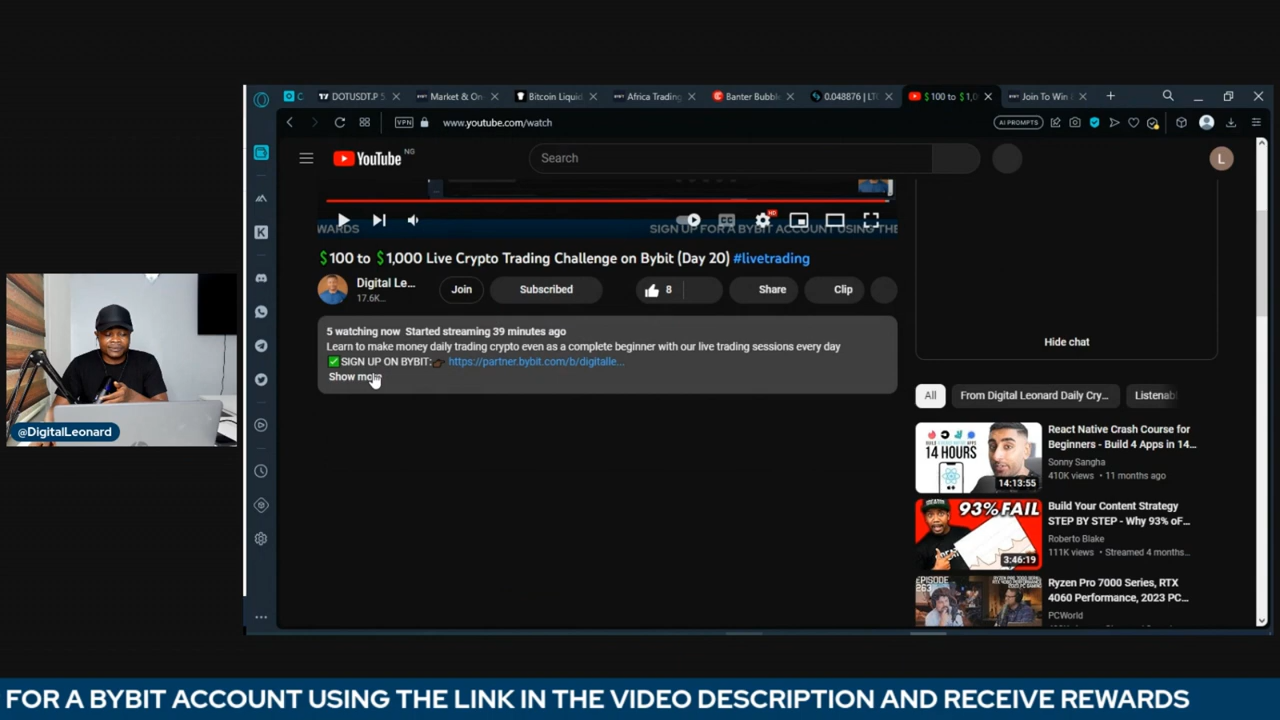 C
DOTUSDT.P 5
Market & On
Bitcoin Liquid
Africa Trading
Banter Bubbl
0.048876 | LT
$100 to $1,0
Join To Win
VPN
www.youtube.com/watch
AI PROMPTS
YouTube NG
Search
L
WARDS
SIGN UP FOR A BYBIT ACCOUNT USING THE
CC
HD
💲100 to 💲1,000 Live Crypto Trading Challenge on Bybit (Day 20) #livetrading
Digital Le...
17.6K...
Join
Subscribed
8
Share
Clip
5 watching now Started streaming 39 minutes ago
Learn to make money daily trading crypto even as a complete beginner with our live trading sessions every day
✅SIGN UP ON BYBIT:👉🏿 https://partner.bybit.com/b/digitalle...
Show more
Hide chat
All
From Digital Leonard Daily Cry...
Listenabl
14 HOURS
14:13:55
React Native Crash Course for
Beginners - Build 4 Apps in 14...
Sonny Sangha
410K views • 11 months ago
93% FAIL
3:46:19
Build Your Content Strategy
STEP BY STEP - Why 93% oF...
Roberto Blake
111K views • Streamed 4 months...
EPISODE
263
Ryzen Pro 7000 Series, RTX
4060 Performance, 2023 PC...
PCWorld
@DigitalLeonard
FOR A BYBIT ACCOUNT USING THE LINK IN THE VIDEO DESCRIPTION AND RECEIVE REWARDS